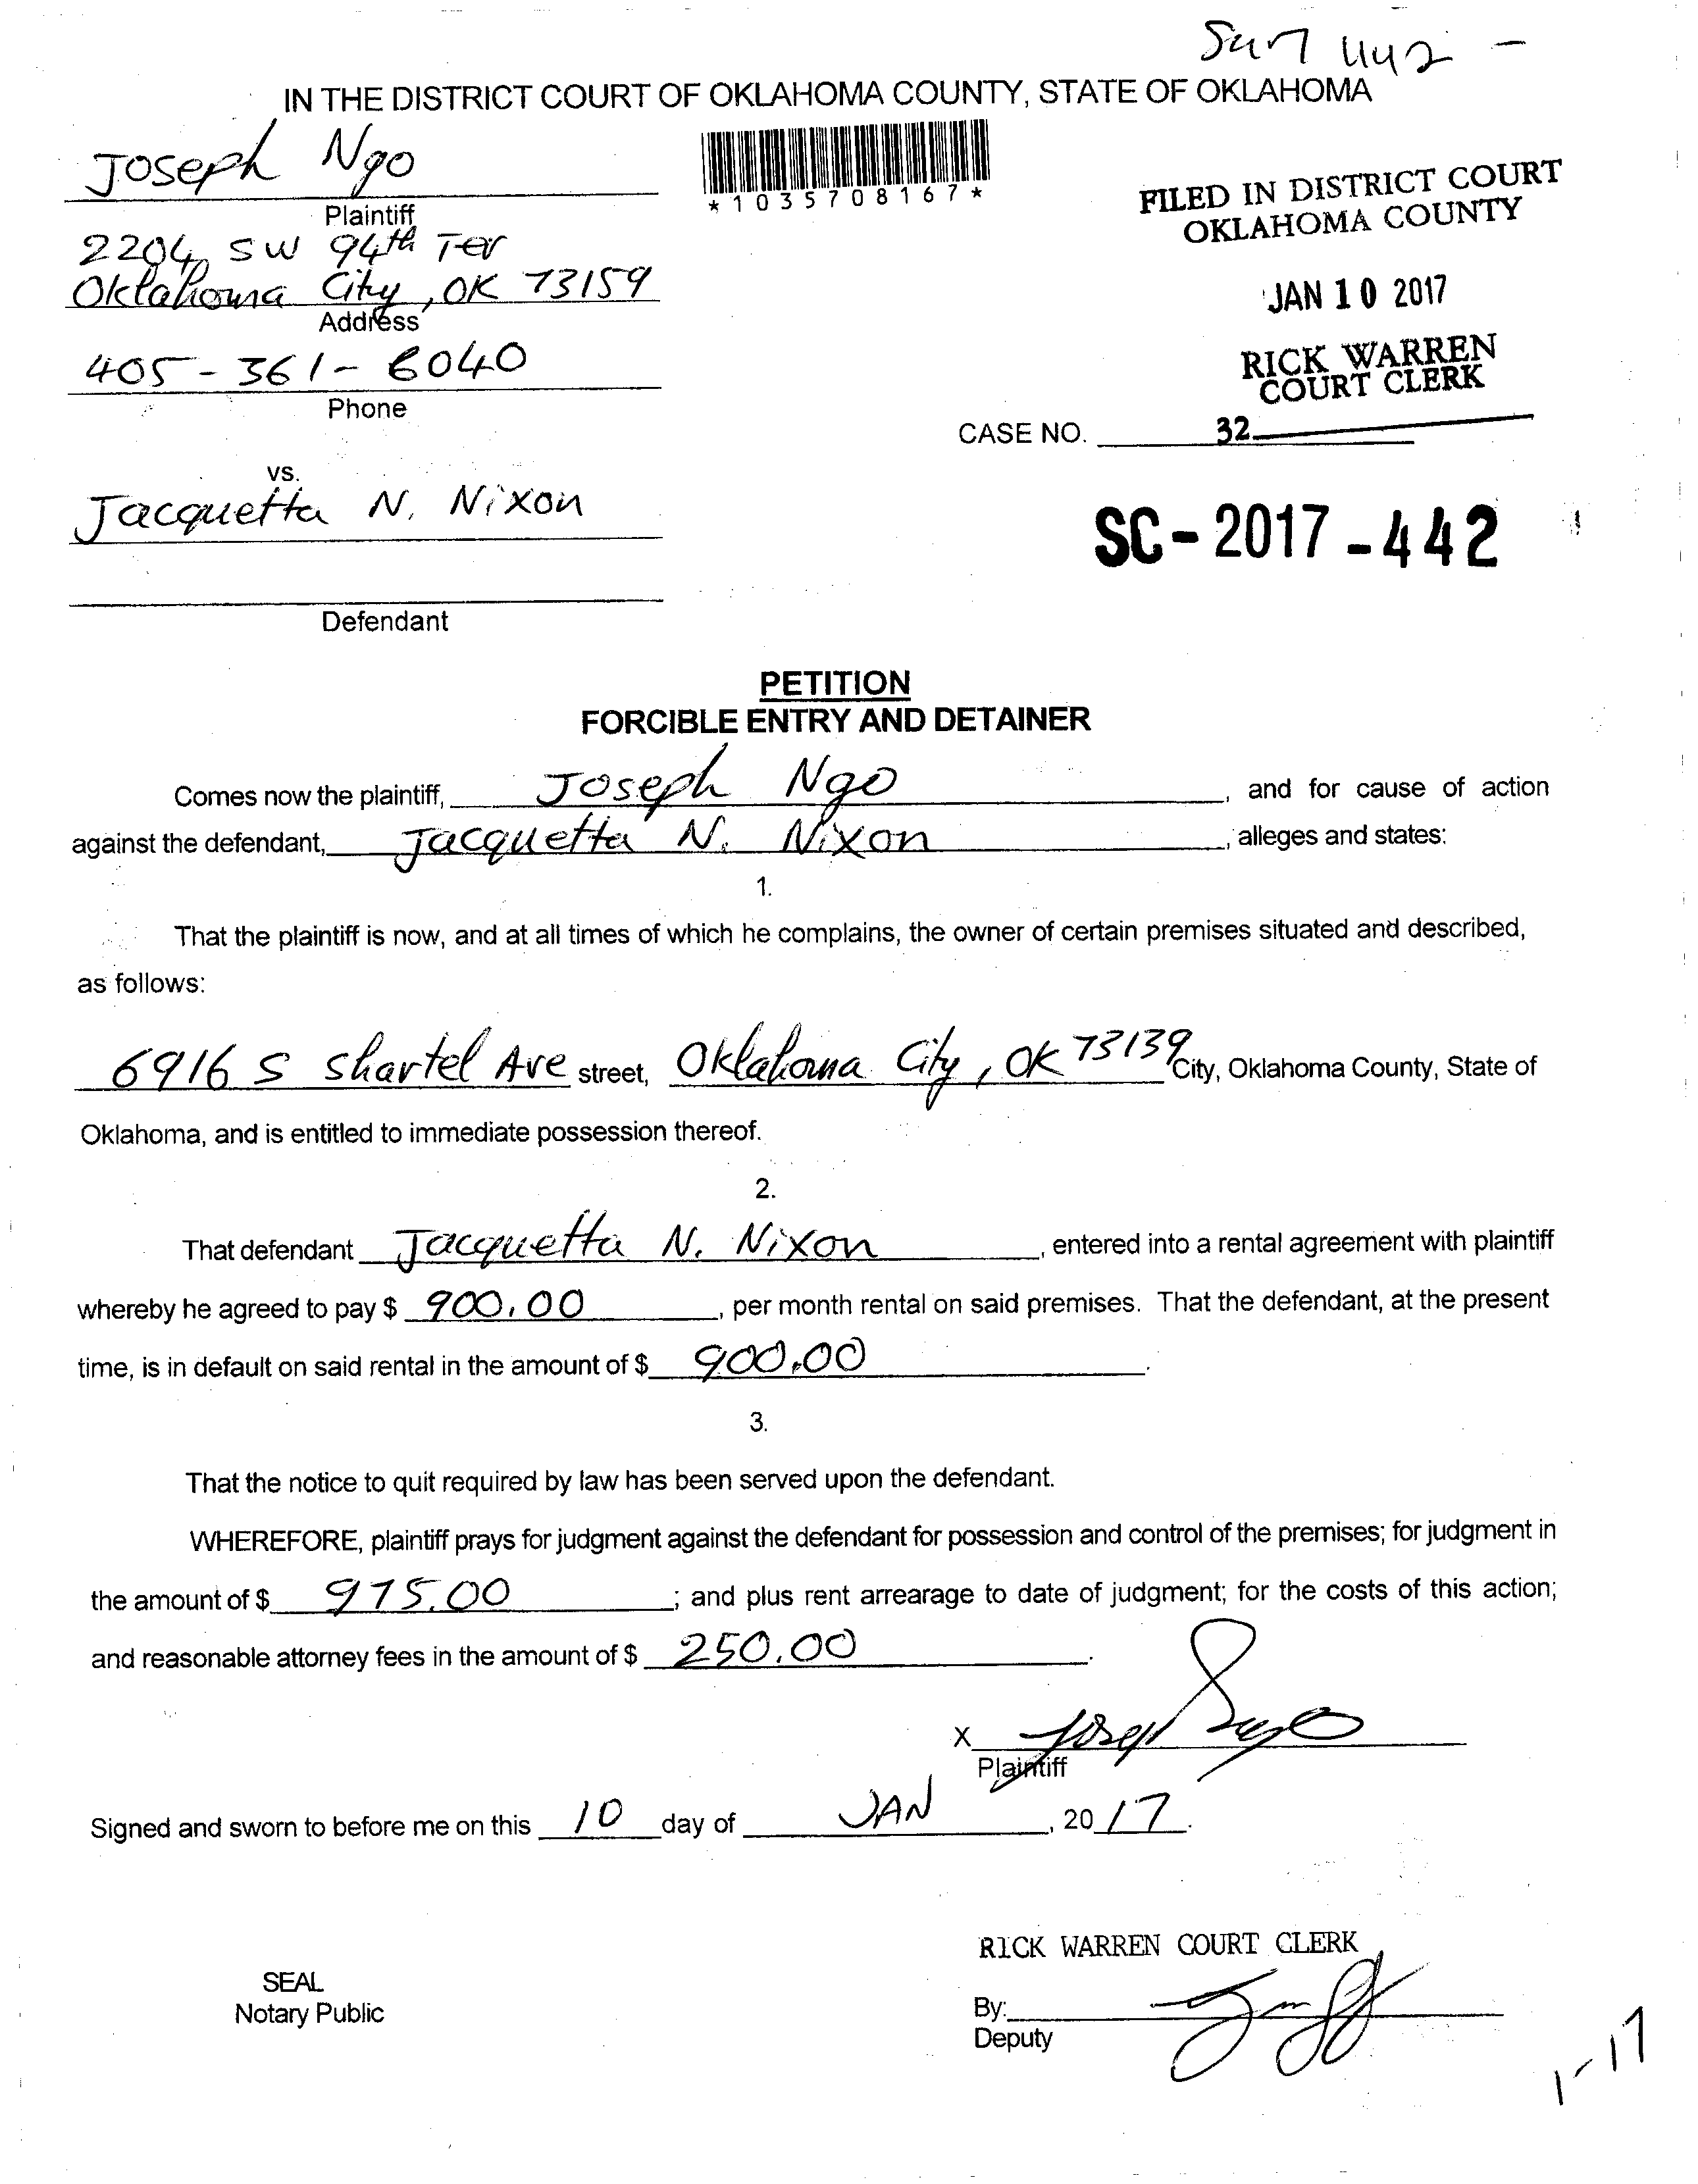 442 -
IN THE DISTRICT COURT OF OKLAHOMA COUNTY, STATE OF OKLAHOMA
Joseph Ngo
Plaintiff
*1035708167*
FILED IN DISTRICT COURT
OKLAHOMA COUNTY
JAN 10 2017
RICK WARREN
COURT CLERK
2204 SW 94th Ter
Oklahoma City, OK 73159
Address
405-361-6040
Phone
CASE NO. 32
vs.
Jacquetta N. Nixon
SC-2017-442
Defendant
PETITION
FORCIBLE ENTRY AND DETAINER
Comes now the plaintiff, Joseph Ngo, and for cause of action
against the defendant, Jacquetta N. Nixon, alleges and states:
1.
That the plaintiff is now, and at all times of which he complains, the owner of certain premises situated and described,
as follows:
6916 S Shartel Ave street, Oklahoma City, OK 73139 City, Oklahoma County, State of
Oklahoma, and is entitled to immediate possession thereof.
2.
That defendant Jacquetta N. Nixon, entered into a rental agreement with plaintiff
whereby he agreed to pay $ 900.00, per month rental on said premises. That the defendant, at the present
time, is in default on said rental in the amount of $ 900.00.
3.
That the notice to quit required by law has been served upon the defendant.
WHEREFORE, plaintiff prays for judgment against the defendant for possession and control of the premises; for judgment in
the amount of $ 975.00; and plus rent arrearage to date of judgment; for the costs of this action;
and reasonable attorney fees in the amount of $ 250.00.
X Joseph Ngo
Plaintiff
Signed and sworn to before me on this 10 day of JAN, 2017.
RICK WARREN COURT CLERK
SEAL
Notary Public
By:
Deputy
1-17